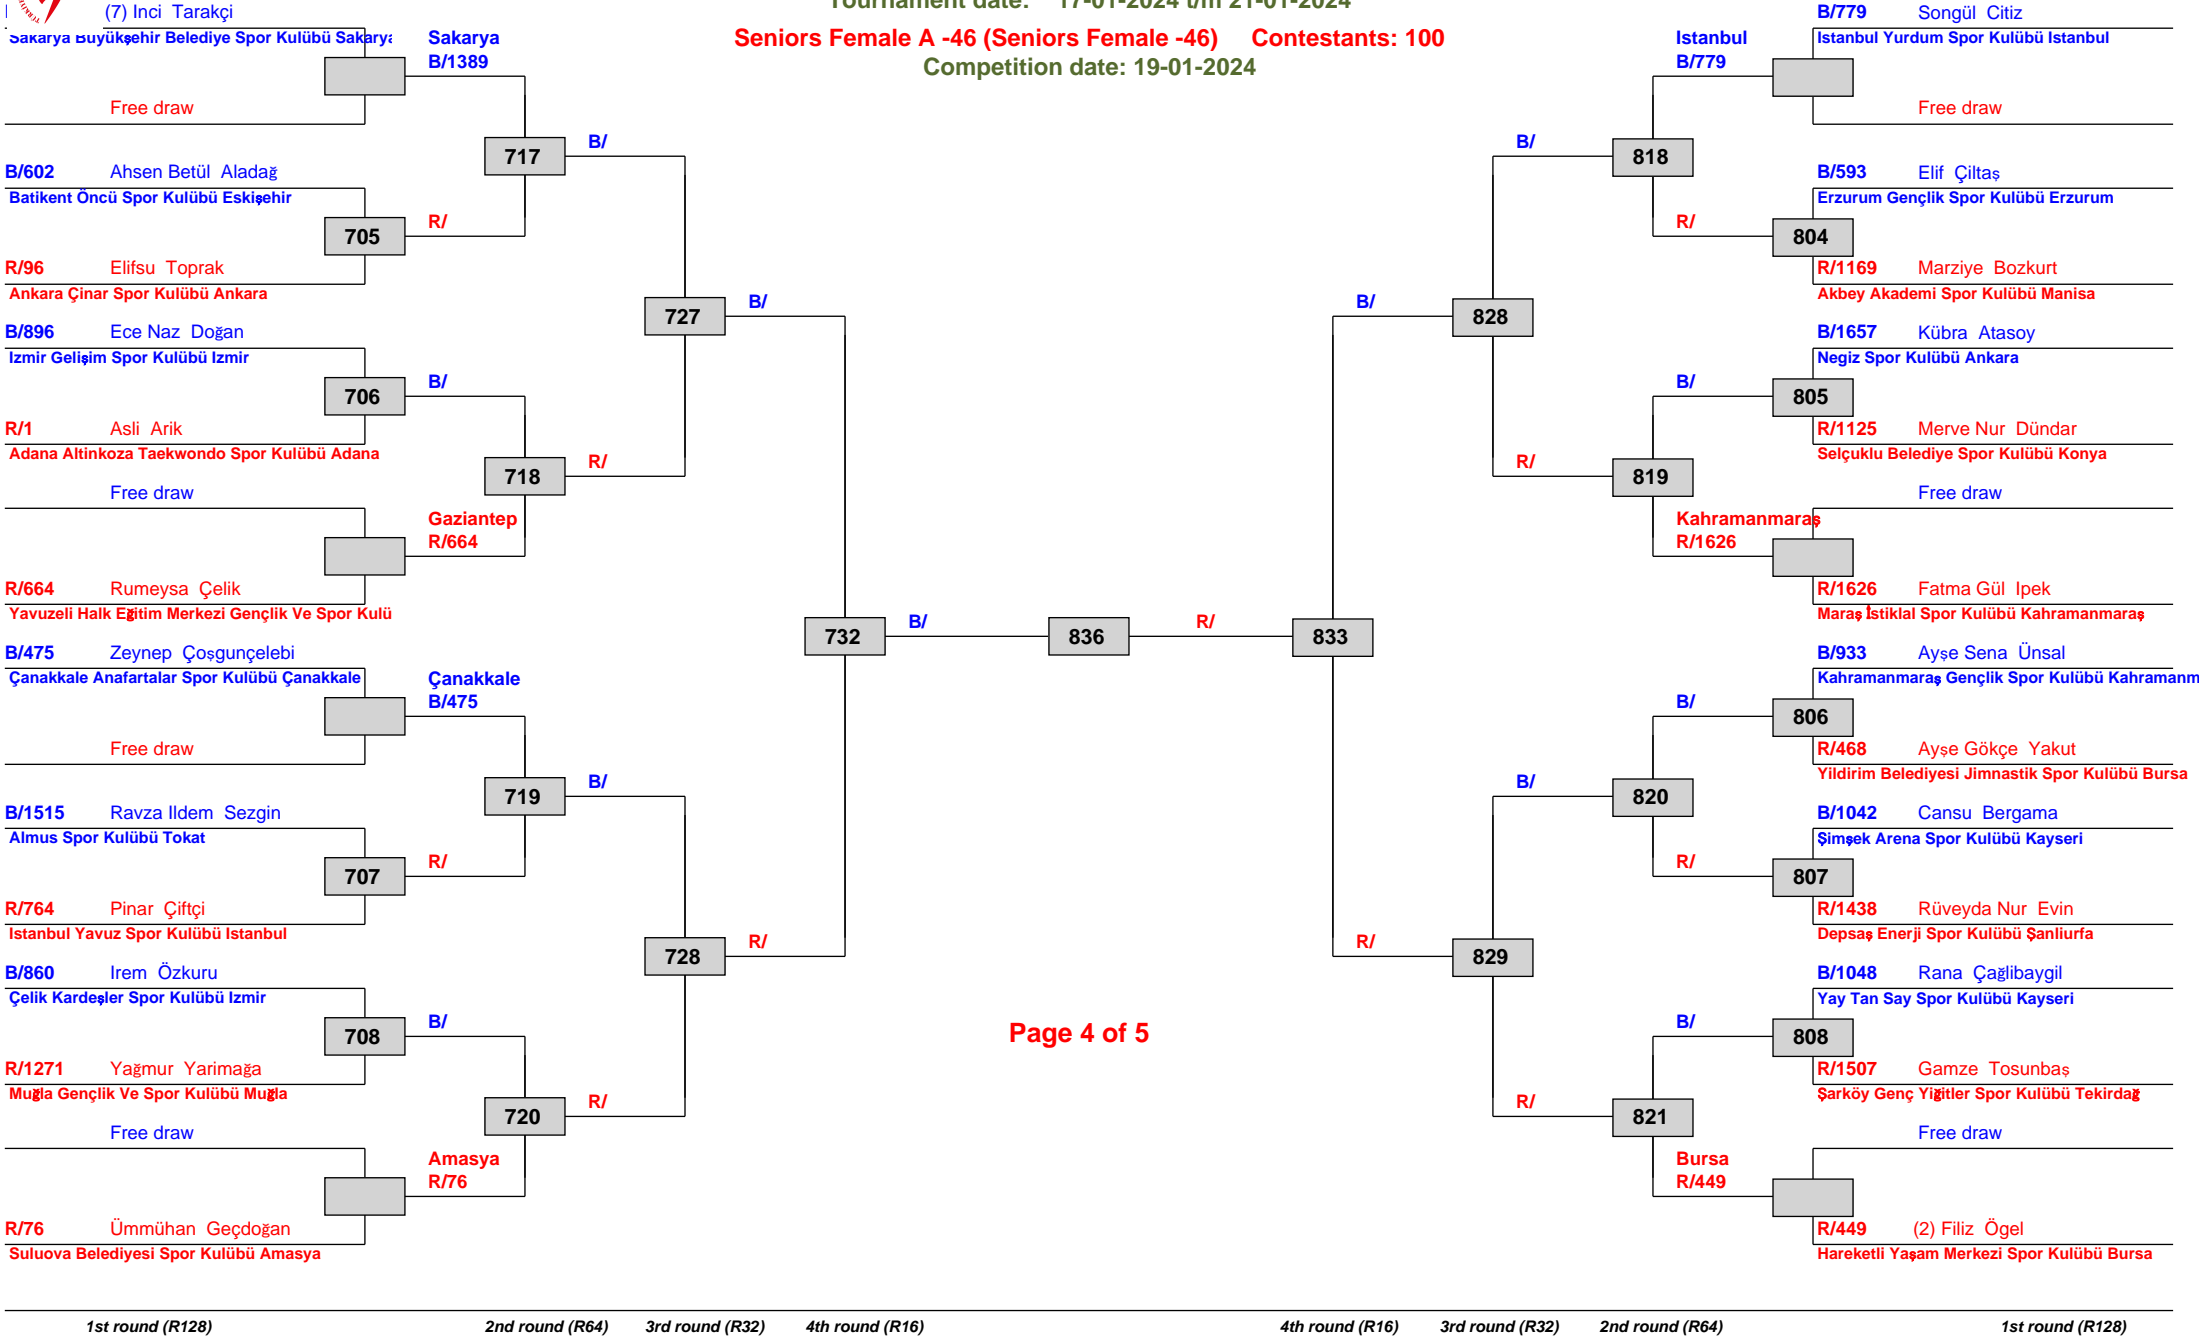 (7) Inci Tarakçi
Sakarya Büyükşehir Belediye Spor Kulübü Sakarya
Sakarya
B/1389
Free draw
717
B/
B/602 Ahsen Betül Aladağ
Batikent Öncü Spor Kulübü Eskişehir
705
R/
R/96 Elifsu Toprak
Ankara Çinar Spor Kulübü Ankara
727
B/
B/896 Ece Naz Doğan
Izmir Gelişim Spor Kulübü Izmir
706
B/
R/1 Asli Arik
Adana Altinkoza Taekwondo Spor Kulübü Adana
718
R/
Free draw
Gaziantep
R/664
R/664 Rumeysa Çelik
Yavuzeli Halk Eğitim Merkezi Gençlik Ve Spor Kulü
732
B/
B/475 Zeynep Çoşgunçelebi
Çanakkale Anafartalar Spor Kulübü Çanakkale
Çanakkale
B/475
Free draw
719
B/
B/1515 Ravza Ildem Sezgin
Almus Spor Kulübü Tokat
707
R/
R/764 Pinar Çiftçi
Istanbul Yavuz Spor Kulübü Istanbul
728
R/
B/860 Irem Özkuru
Çelik Kardeşler Spor Kulübü Izmir
708
B/
R/1271 Yağmur Yarimağa
Muğla Gençlik Ve Spor Kulübü Muğla
720
R/
Free draw
Amasya
R/76
R/76 Ümmühan Geçdoğan
Suluova Belediyesi Spor Kulübü Amasya
Tournament date: 17-01-2024 t/m 21-01-2024
Seniors Female A -46 (Seniors Female -46) Contestants: 100
Competition date: 19-01-2024
836
R/
Page 4 of 5
B/779 Songül Citiz
Istanbul Yurdum Spor Kulübü Istanbul
Istanbul
B/779
Free draw
B/
818
B/593 Elif Çiltaş
Erzurum Gençlik Spor Kulübü Erzurum
R/
804
R/1169 Marziye Bozkurt
Akbey Akademi Spor Kulübü Manisa
B/
828
B/1657 Kübra Atasoy
Negiz Spor Kulübü Ankara
B/
805
R/1125 Merve Nur Dündar
Selçuklu Belediye Spor Kulübü Konya
R/
819
Free draw
Kahramanmaraş
R/1626
R/1626 Fatma Gül Ipek
Maraş İstiklal Spor Kulübü Kahramanmaraş
833
B/933 Ayşe Sena Ünsal
Kahramanmaraş Gençlik Spor Kulübü Kahramanm
B/
806
R/468 Ayşe Gökçe Yakut
Yildirim Belediyesi Jimnastik Spor Kulübü Bursa
B/
820
B/1042 Cansu Bergama
Şimşek Arena Spor Kulübü Kayseri
R/
807
R/1438 Rüveyda Nur Evin
Depsaş Enerji Spor Kulübü Şanliurfa
R/
829
B/1048 Rana Çağlibaygil
Yay Tan Say Spor Kulübü Kayseri
B/
808
R/1507 Gamze Tosunbaş
Şarköy Genç Yiğitler Spor Kulübü Tekirdağ
R/
821
Free draw
Bursa
R/449
R/449 (2) Filiz Ögel
Hareketli Yaşam Merkezi Spor Kulübü Bursa
1st round (R128) 2nd round (R64) 3rd round (R32) 4th round (R16) 4th round (R16) 3rd round (R32) 2nd round (R64) 1st round (R128)